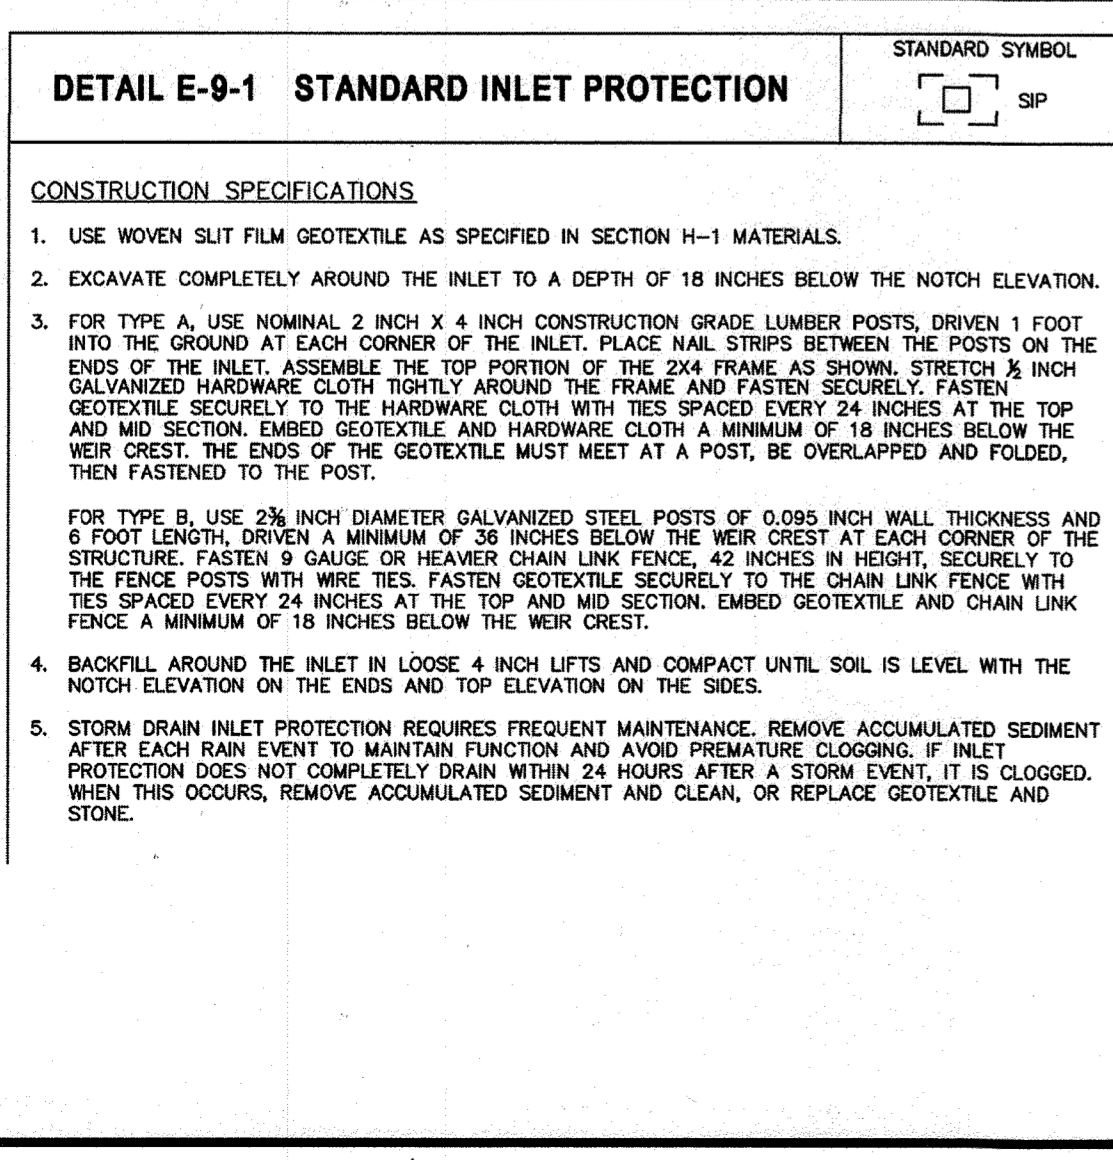 STANDARD SYMBOL
DETAIL E-9-1 STANDARD INLET PROTECTION
SIP
CONSTRUCTION SPECIFICATIONS
1. USE WOVEN SLIT FILM GEOTEXTILE AS SPECIFIED IN SECTION H-1 MATERIALS.
2. EXCAVATE COMPLETELY AROUND THE INLET TO A DEPTH OF 18 INCHES BELOW THE NOTCH ELEVATION.
3. FOR TYPE A, USE NOMINAL 2 INCH X 4 INCH CONSTRUCTION GRADE LUMBER POSTS, DRIVEN 1 FOOT
INTO THE GROUND AT EACH CORNER OF THE INLET. PLACE NAIL STRIPS BETWEEN THE POSTS ON THE
ENDS OF THE INLET. ASSEMBLE THE TOP PORTION OF THE 2X4 FRAME AS SHOWN. STRETCH ½ INCH
GALVANIZED HARDWARE CLOTH TIGHTLY AROUND THE FRAME AND FASTEN SECURELY. FASTEN
GEOTEXTILE SECURELY TO THE HARDWARE CLOTH WITH TIES SPACED EVERY 24 INCHES AT THE TOP
AND MID SECTION. EMBED GEOTEXTILE AND HARDWARE CLOTH A MINIMUM OF 18 INCHES BELOW THE
WEIR CREST. THE ENDS OF THE GEOTEXTILE MUST MEET AT A POST, BE OVERLAPPED AND FOLDED,
THEN FASTENED TO THE POST.
FOR TYPE B, USE 2⅜ INCH DIAMETER GALVANIZED STEEL POSTS OF 0.095 INCH WALL THICKNESS AND
6 FOOT LENGTH, DRIVEN A MINIMUM OF 36 INCHES BELOW THE WEIR CREST AT EACH CORNER OF THE
STRUCTURE. FASTEN 9 GAUGE OR HEAVIER CHAIN LINK FENCE, 42 INCHES IN HEIGHT, SECURELY TO
THE FENCE POSTS WITH WIRE TIES. FASTEN GEOTEXTILE SECURELY TO THE CHAIN LINK FENCE WITH
TIES SPACED EVERY 24 INCHES AT THE TOP AND MID SECTION. EMBED GEOTEXTILE AND CHAIN LINK
FENCE A MINIMUM OF 18 INCHES BELOW THE WEIR CREST.
4. BACKFILL AROUND THE INLET IN LOOSE 4 INCH LIFTS AND COMPACT UNTIL SOIL IS LEVEL WITH THE
NOTCH ELEVATION ON THE ENDS AND TOP ELEVATION ON THE SIDES.
5. STORM DRAIN INLET PROTECTION REQUIRES FREQUENT MAINTENANCE. REMOVE ACCUMULATED SEDIMENT
AFTER EACH RAIN EVENT TO MAINTAIN FUNCTION AND AVOID PREMATURE CLOGGING. IF INLET
PROTECTION DOES NOT COMPLETELY DRAIN WITHIN 24 HOURS AFTER A STORM EVENT, IT IS CLOGGED.
WHEN THIS OCCURS, REMOVE ACCUMULATED SEDIMENT AND CLEAN, OR REPLACE GEOTEXTILE AND
STONE.